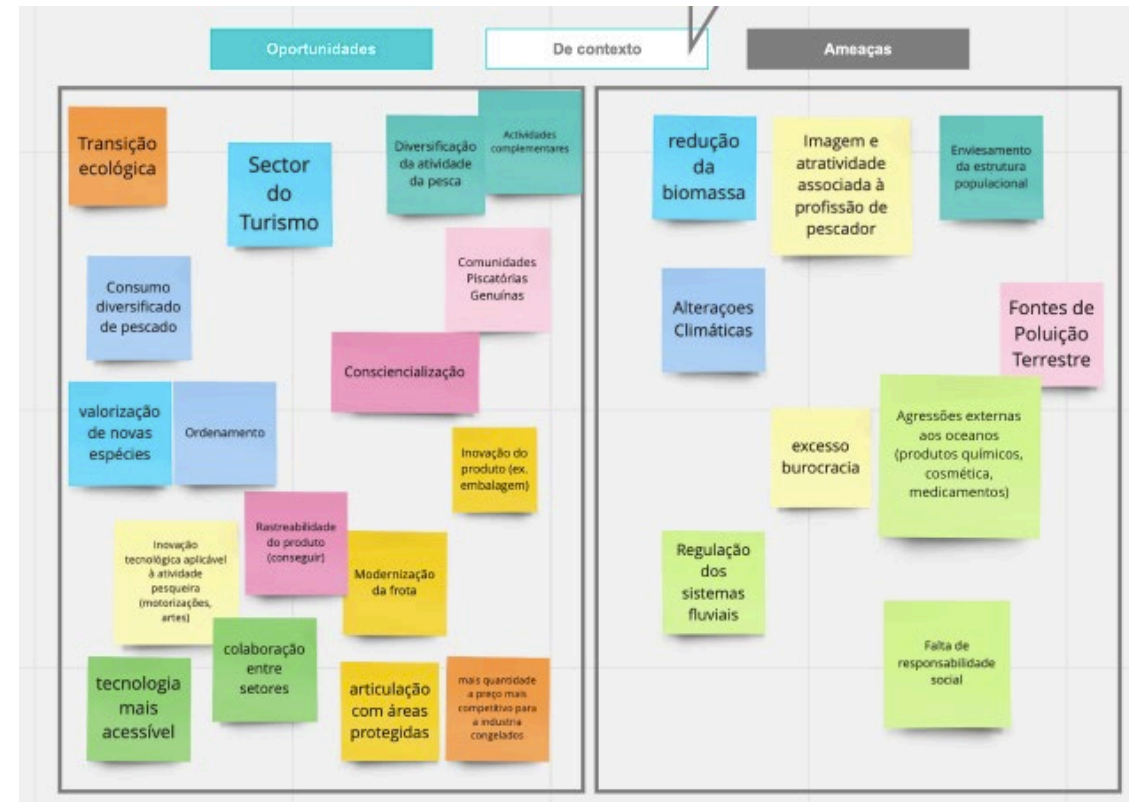 Oportunidades
De contexto
Ameaças
Transição
ecológica
Sector
do
Turismo
Diversificação
da atividade
da pesca
Actividades
complementares
Consumo
diversificado
de pescado
Comunidades
Piscatórias
Genuínas
Consciencialização
valorização
de novas
espécies
Ordenamento
Inovação do
produto (ex.
embalagem)
Inovação
tecnológica aplicável
à atividade
pesqueira
(motorizações,
artes)
Rastreabilidade
do produto
(conseguir)
Modernização
da frota
tecnologia
mais
acessível
colaboração
entre
setores
articulação
com áreas
protegidas
mais quantidade
a preço mais
competitivo para
a industria
congelados
redução
da
biomassa
Imagem e
atratividade
associada à
profissão de
pescador
Enviesamento
da estrutura
populacional
Alteraçoes
Climáticas
Fontes de
Poluição
Terrestre
excesso
burocracia
Agressões externas
aos oceanos
(produtos químicos,
cosmética,
medicamentos)
Regulação
dos
sistemas
fluviais
Falta de
responsabilidade
social